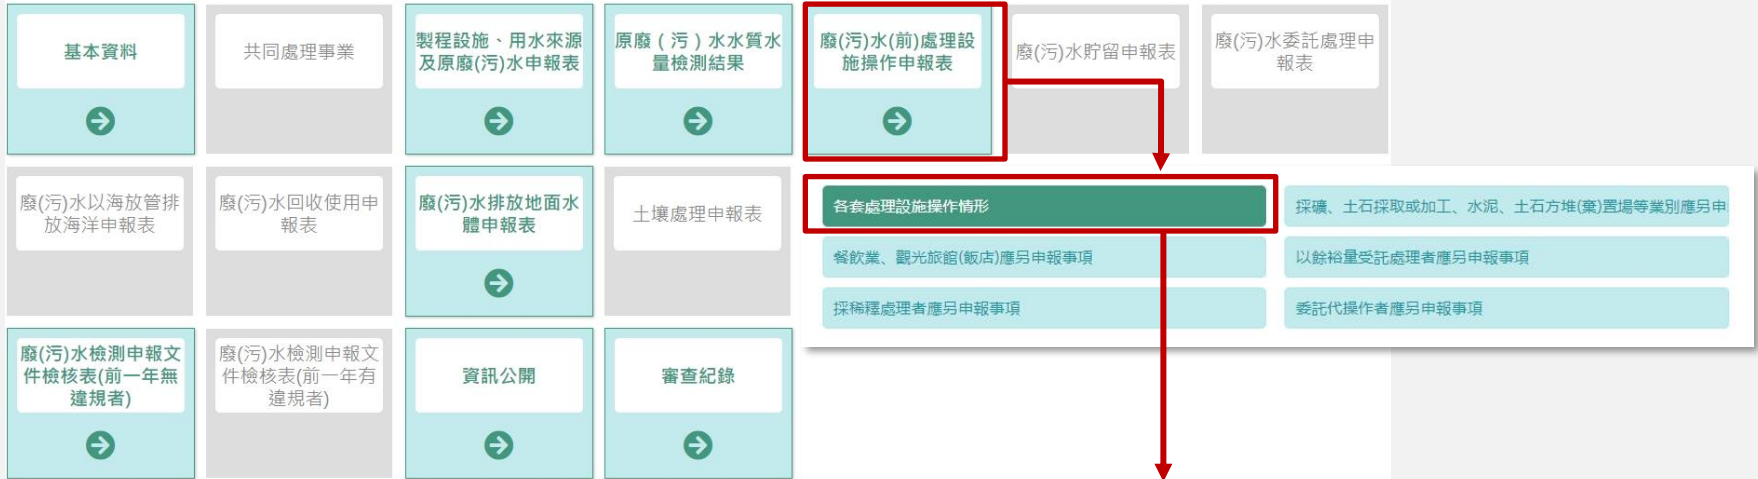 基本資料
共同處理事業
製程設施、用水來源
及原廢(污)水申報表
原廢（污）水水質水
量檢測結果
廢(污)水(前)處理設
施操作申報表
廢(污)水貯留申報表
廢(污)水委託處理申
報表
廢(污)水以海放管排
放海洋申報表
廢(污)水回收使用申
報表
廢(污)水排放地面水
體申報表
土壤處理申報表
各套處理設施操作情形
採礦、土石採取或加工、水泥、土石方堆(棄)置場等業別應另申
餐飲業、觀光旅館(飯店)應另申報事項
以餘裕量受託處理者應另申報事項
採稀釋處理者應另申報事項
委託代操作者應另申報事項
廢(污)水檢測申報文
件檢核表(前一年無
違規者)
廢(污)水檢測申報文
件檢核表(前一年有
違規者)
資訊公開
審查紀錄